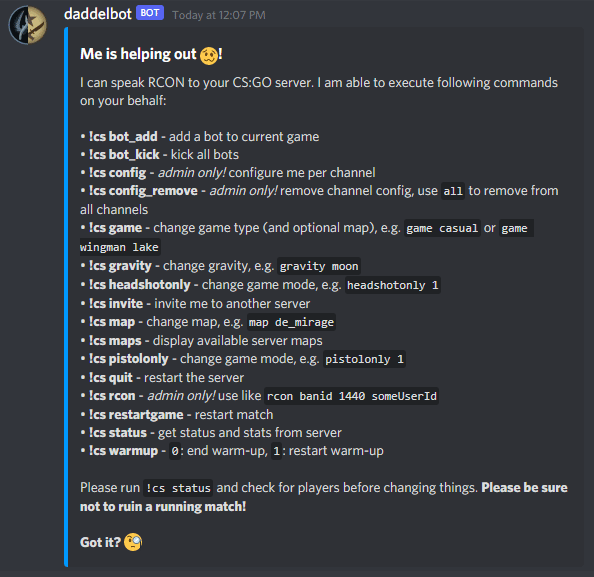 daddelbot BOT Today at 12:07 PM
Me is helping out 🥴!
I can speak RCON to your CS:GO server. I am able to execute following commands
on your behalf:
• !cs bot_add - add a bot to current game
• !cs bot_kick - kick all bots
• !cs config - admin only! configure me per channel
• !cs config_remove - admin only! remove channel config, use all to remove from
all channels
• !cs game - change game type (and optional map), e.g. game casual or game
wingman lake
• !cs gravity - change gravity, e.g. gravity moon
• !cs headshotonly - change game mode, e.g. headshotonly 1
• !cs invite - invite me to another server
• !cs map - change map, e.g. map de_mirage
• !cs maps - display available server maps
• !cs pistolonly - change game mode, e.g. pistolonly 1
• !cs quit - restart the server
• !cs rcon - admin only! use like rcon banid 1440 someUserId
• !cs restartgame - restart match
• !cs status - get status and stats from server
• !cs warmup - 0: end warm-up, 1: restart warm-up
Please run !cs status and check for players before changing things. Please be sure
not to ruin a running match!
Got it? 🧐